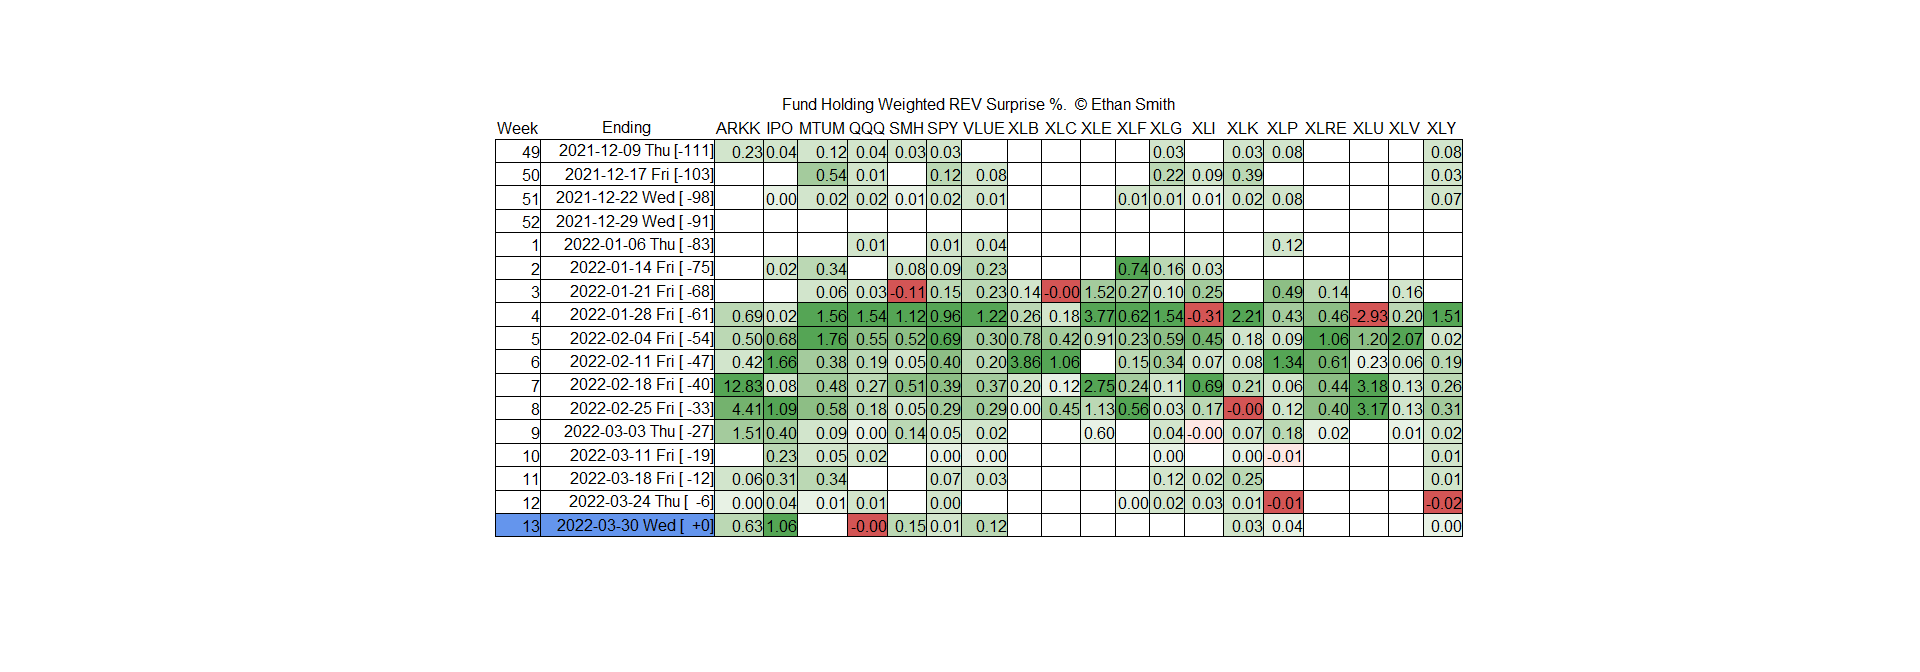 Fund Holding Weighted REV Surprise %. © Ethan Smith
Week Ending ARKK IPO MTUM QQQ SMH SPY VLUE XLB XLC XLE XLF XLG XLI XLK XLP XLRE XLU XLV XLY
49 2021-12-09 Thu [-111] 0.23 0.04 0.12 0.04 0.03 0.03 0.03 0.03 0.08 0.08
50 2021-12-17 Fri [-103] 0.54 0.01 0.12 0.08 0.22 0.09 0.39 0.03
51 2021-12-22 Wed [ -98] 0.00 0.02 0.02 0.01 0.02 0.01 0.01 0.01 0.01 0.02 0.08 0.07
52 2021-12-29 Wed [ -91]
1 2022-01-06 Thu [ -83] 0.01 0.01 0.04 0.12
2 2022-01-14 Fri [ -75] 0.02 0.34 0.08 0.09 0.23 0.74 0.16 0.03
3 2022-01-21 Fri [ -68] 0.06 0.03 -0.11 0.15 0.23 0.14 -0.00 1.52 0.27 0.10 0.25 0.49 0.14 0.16
4 2022-01-28 Fri [ -61] 0.69 0.02 1.56 1.54 1.12 0.96 1.22 0.26 0.18 3.77 0.62 1.54 -0.31 2.21 0.43 0.46 -2.93 0.20 1.51
5 2022-02-04 Fri [ -54] 0.50 0.68 1.76 0.55 0.52 0.69 0.30 0.78 0.42 0.91 0.23 0.59 0.45 0.18 0.09 1.06 1.20 2.07 0.02
6 2022-02-11 Fri [ -47] 0.42 1.66 0.38 0.19 0.05 0.40 0.20 3.86 1.06 0.15 0.34 0.07 0.08 1.34 0.61 0.23 0.06 0.19
7 2022-02-18 Fri [ -40] 12.83 0.08 0.48 0.27 0.51 0.39 0.37 0.20 0.12 2.75 0.24 0.11 0.69 0.21 0.06 0.44 3.18 0.13 0.26
8 2022-02-25 Fri [ -33] 4.41 1.09 0.58 0.18 0.05 0.29 0.29 0.00 0.45 1.13 0.56 0.03 0.17 -0.00 0.12 0.40 3.17 0.13 0.31
9 2022-03-03 Thu [ -27] 1.51 0.40 0.09 0.00 0.14 0.05 0.02 0.60 0.04 -0.00 0.07 0.18 0.02 0.01 0.02
10 2022-03-11 Fri [ -19] 0.23 0.05 0.02 0.00 0.00 0.00 0.00 -0.01 0.01
11 2022-03-18 Fri [ -12] 0.06 0.31 0.34 0.07 0.03 0.12 0.02 0.25 0.01
12 2022-03-24 Thu [ -6] 0.00 0.04 0.01 0.01 0.00 0.00 0.02 0.03 0.01 -0.01 -0.02
13 2022-03-30 Wed [ +0] 0.63 1.06 -0.00 0.15 0.01 0.12 0.03 0.04 0.00